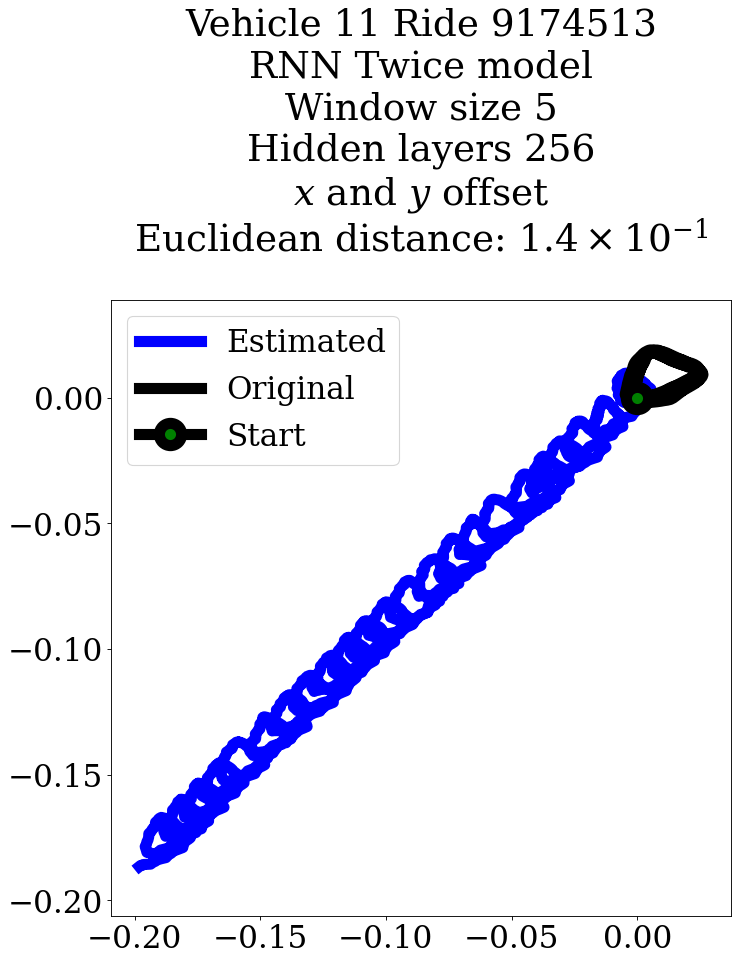 Vehicle 11 Ride 9174513
RNN Twice model
Window size 5
Hidden layers 256
x and y offset
Euclidean distance: 1.4 × 10⁻¹
Estimated
Original
Start
0.00
−0.05
−0.10
−0.15
−0.20
−0.20 −0.15 −0.10 −0.05 0.00